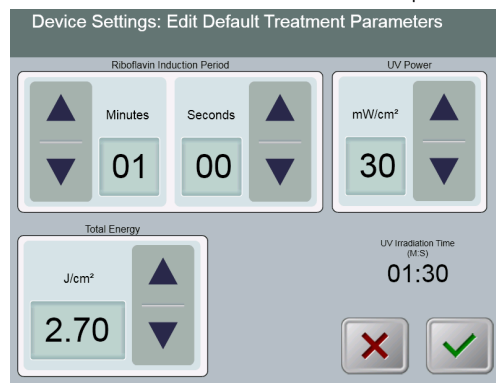 Device Settings: Edit Default Treatment Parameters
Riboflavin Induction Period
UV Power
Minutes
Seconds
mW/cm²
01
00
30
Total Energy
J/cm²
2.70
UV Irradiation Time
(M:S)
01:30